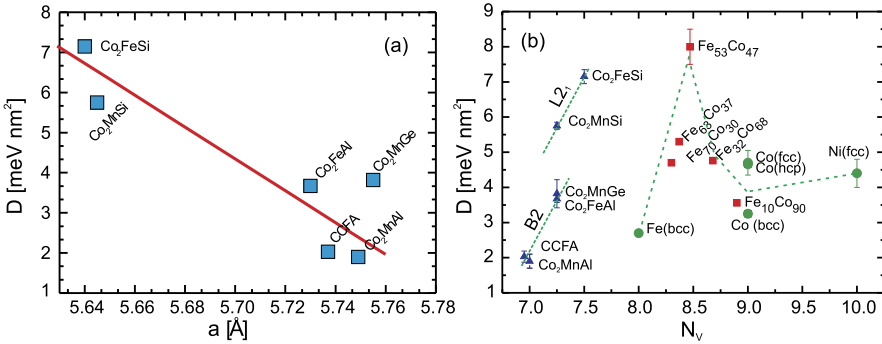 (a)
D [meV nm²]
8
7
6
5
4
3
2
1
Co₂FeSi
Co₂MnSi
Co₂FeAl
Co₂MnGe
CCFA
Co₂MnAl
5.64
5.66
5.68
5.70
5.72
5.74
5.76
5.78
a [Å]
(b)
D [meV nm²]
9
8
7
6
5
4
3
2
1
L2₁
Co₂FeSi
Co₂MnSi
B2
Co₂MnGe
Co₂FeAl
CCFA
Co₂MnAl
Fe₅₃Co₄₇
Fe₆₃Co₃₇
Fe₇₀Co₃₀
Fe₃₂Co₆₈
Co(fcc)
Co(hcp)
Ni(fcc)
Fe(bcc)
Fe₁₀Co₉₀
Co (bcc)
7.0
7.5
8.0
8.5
9.0
9.5
10.0
N_V